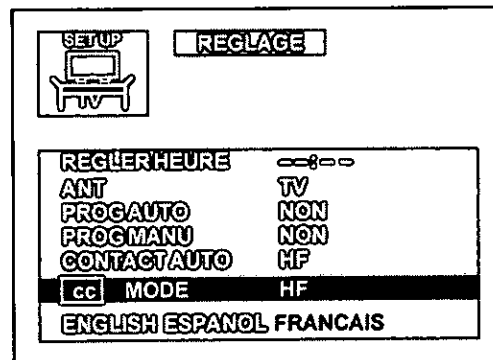 SET UP
REGLAGE
TV
REGLER HEURE --:--
ANT TV
PROG AUTO NON
PROG MANU NON
CONTACT AUTO HF
cc MODE HF
ENGLISH ESPANOL FRANCAIS